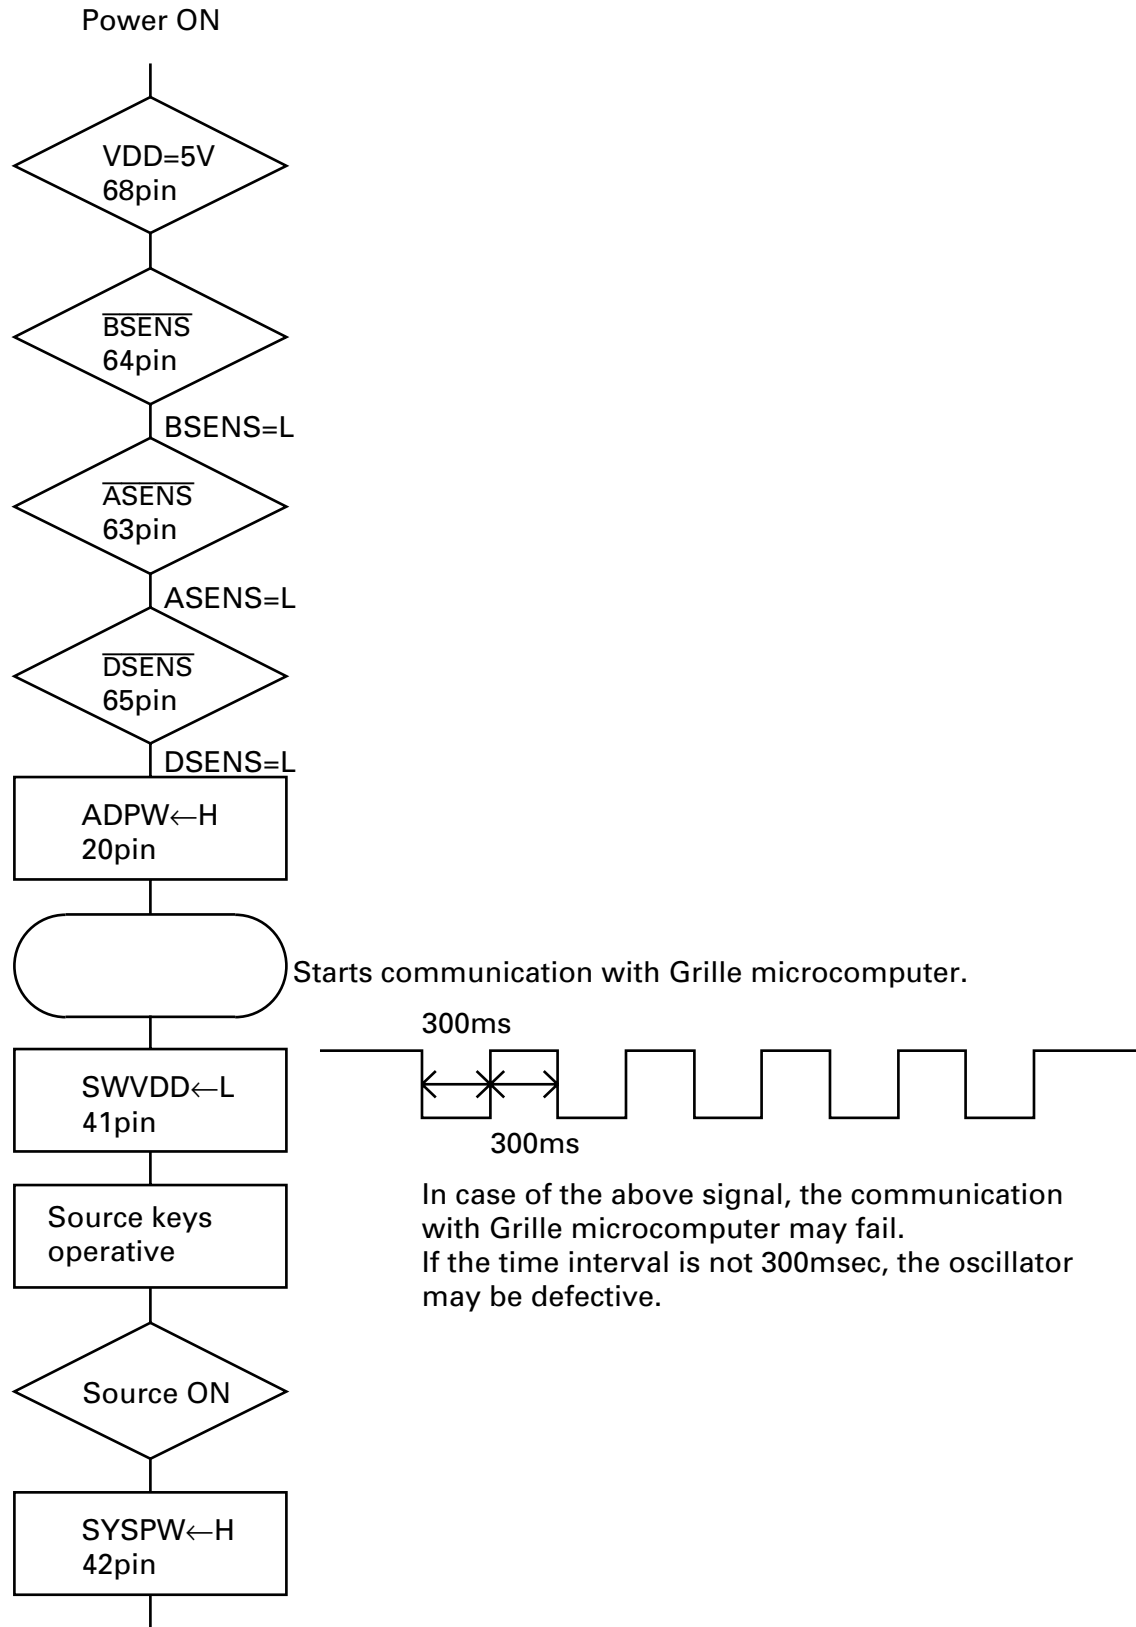 Power ON
VDD=5V
68pin
BSENS
64pin
BSENS=L
ASENS
63pin
ASENS=L
DSENS
65pin
DSENS=L
ADPW←H
20pin
Starts communication with Grille microcomputer.
300ms
SWVDD←L
41pin
300ms
Source keys
operative
In case of the above signal, the communication
with Grille microcomputer may fail.
If the time interval is not 300msec, the oscillator
may be defective.
Source ON
SYSPW←H
42pin